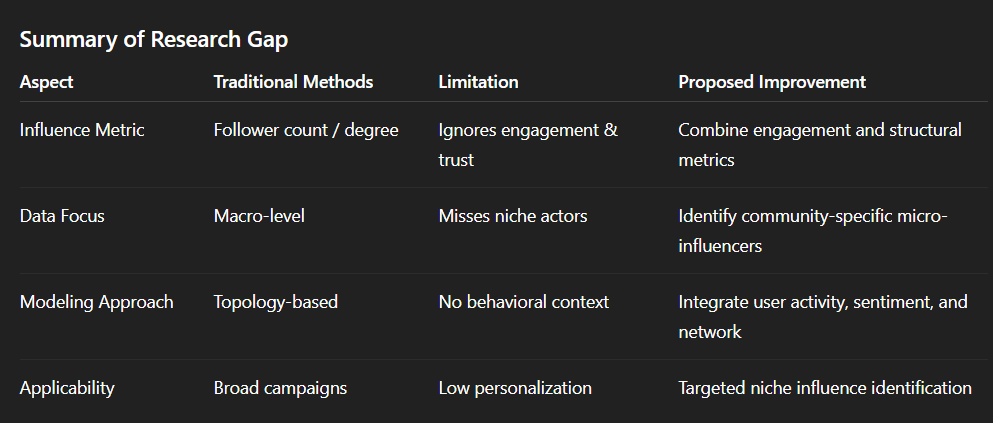 Summary of Research Gap
Aspect Traditional Methods Limitation Proposed Improvement
Influence Metric Follower count / degree Ignores engagement & trust Combine engagement and structural metrics
Data Focus Macro-level Misses niche actors Identify community-specific micro-influencers
Modeling Approach Topology-based No behavioral context Integrate user activity, sentiment, and network
Applicability Broad campaigns Low personalization Targeted niche influence identification